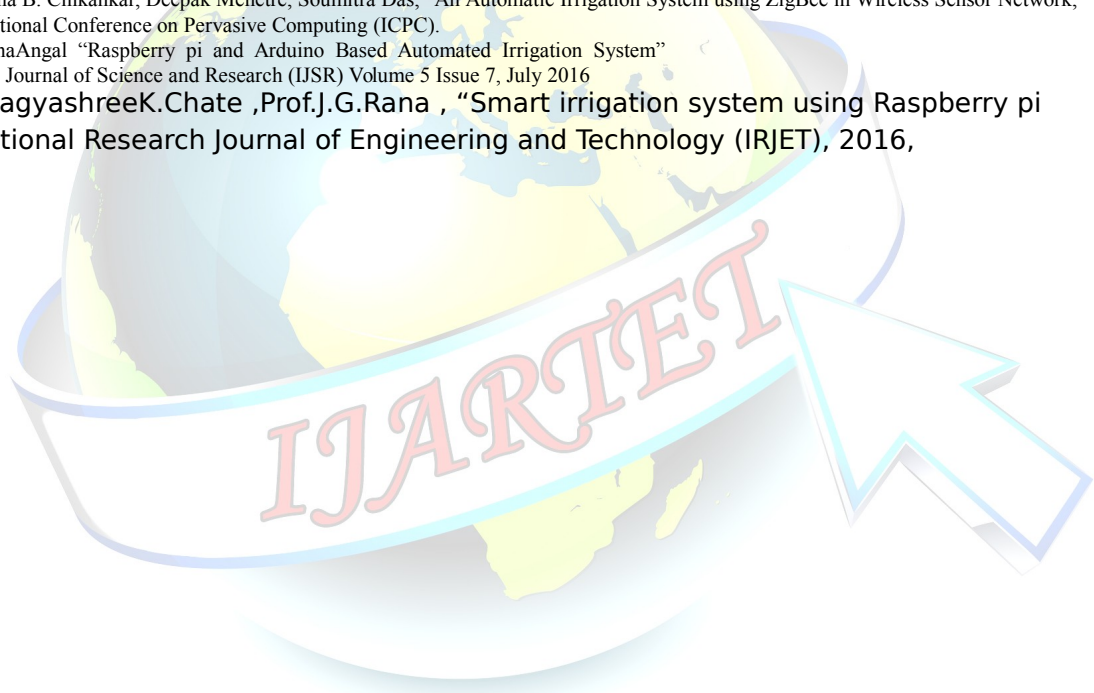 na B. Chikankar, Deepak Mehetre, Soumitra Das, "An Automatic Irrigation System using ZigBee in Wireless Sensor Network,
tional Conference on Pervasive Computing (ICPC).
naAngal “Raspberry pi and Arduino Based Automated Irrigation System”
Journal of Science and Research (IJSR) Volume 5 Issue 7, July 2016
agyashreeK.Chate ,Prof.J.G.Rana , “Smart irrigation system using Raspberry pi
tional Research Journal of Engineering and Technology (IRJET), 2016,
IJARTET